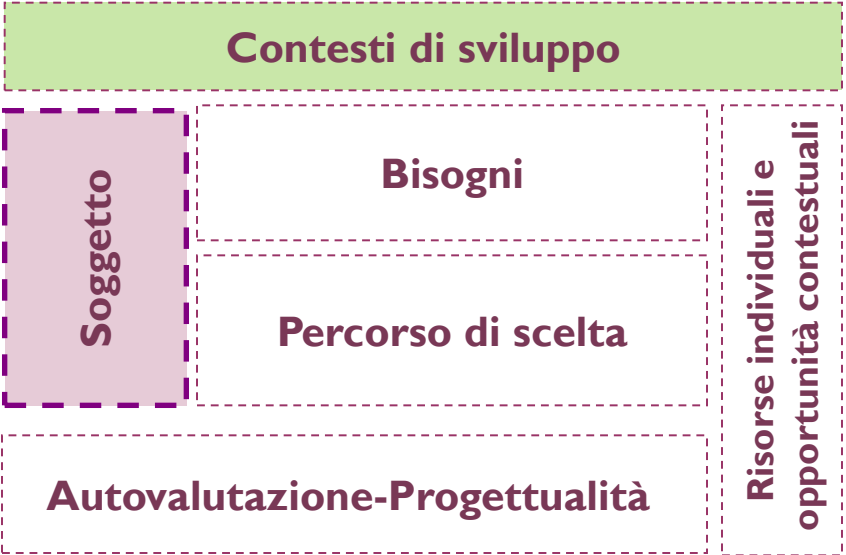 Contesti di sviluppo
Soggetto
Bisogni
Percorso di scelta
Risorse individuali e
opportunità contestuali
Autovalutazione-Progettualità